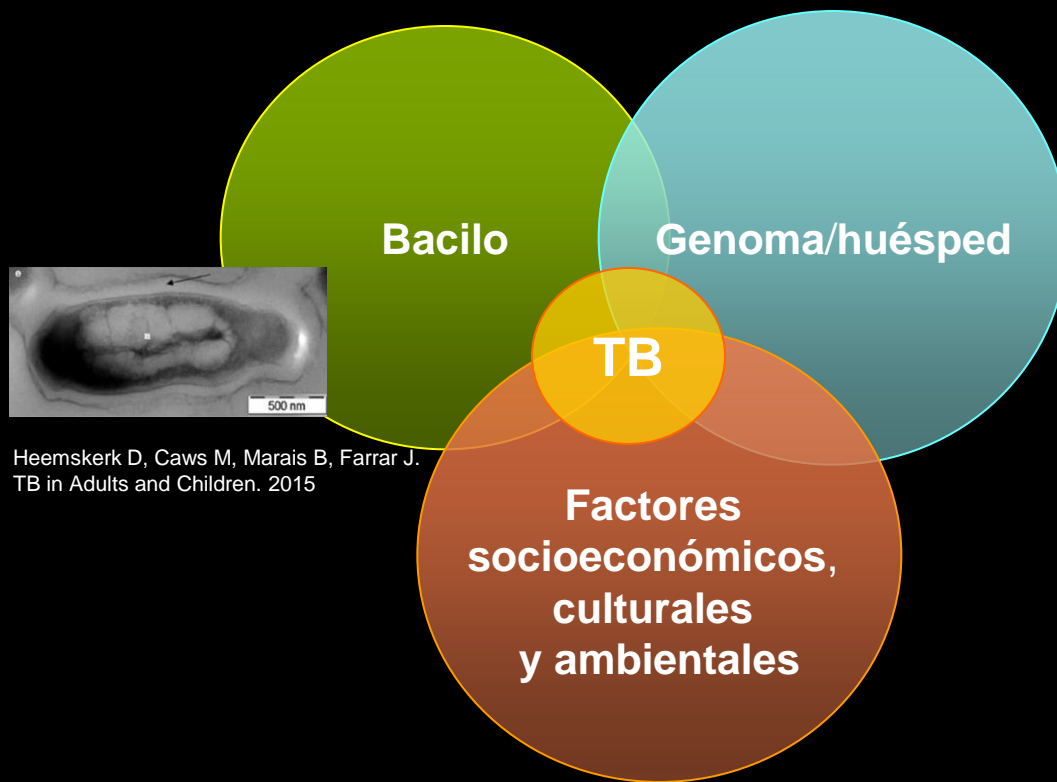 Bacilo
Genoma/huésped
TB
500 nm
Heemskerk D, Caws M, Marais B, Farrar J.
TB in Adults and Children. 2015
Factores
socioeconómicos,
culturales
y ambientales